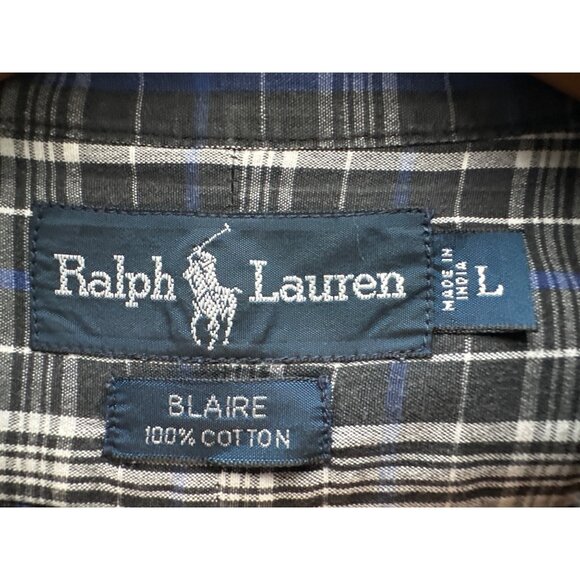 Ralph Lauren
MADE IN
INDIA
L
BLAIRE
100% COTTON